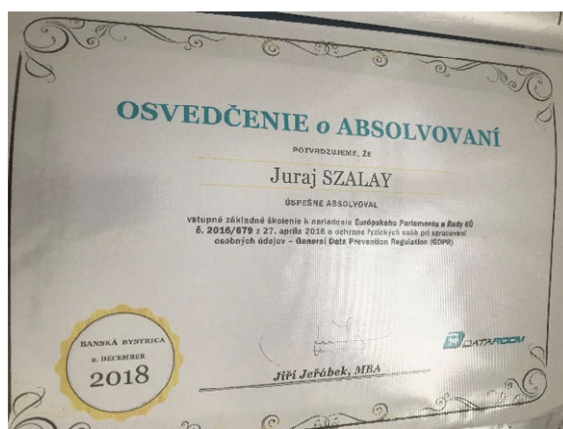 OSVEDČENIE o ABSOLVOVANÍ
POTVRDZUJEME, ŽE
Juraj SZALAY
ÚSPEŠNE ABSOLVOVAL
vstupné základné školenie k nariadeniu Európskeho Parlamentu a Rady EÚ
č. 2016/679 z 27. apríla 2016 o ochrane fyzických osôb pri spracovaní
osobných údajov – General Data Prevention Regulation (GDPR)
BANSKÁ BYSTRICA
DECEMBER
2018
Jiří Jeřábek, MBA
DATAROOM